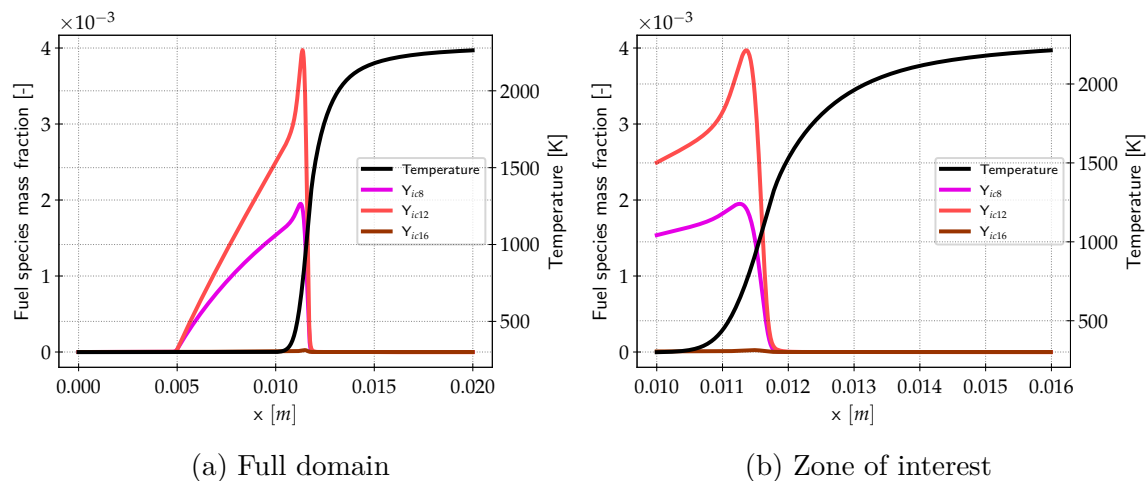 ×10⁻³
4
3
2
1
0
Fuel species mass fraction [-]
2000
1500
1000
500
Temperature [K]
Temperature
Y_ic8
Y_ic12
Y_ic16
0.000 0.005 0.010 0.015 0.020
x [m]
(a) Full domain
×10⁻³
4
3
2
1
0
Fuel species mass fraction [-]
2000
1500
1000
500
Temperature [K]
Temperature
Y_ic8
Y_ic12
Y_ic16
0.010 0.011 0.012 0.013 0.014 0.015 0.016
x [m]
(b) Zone of interest